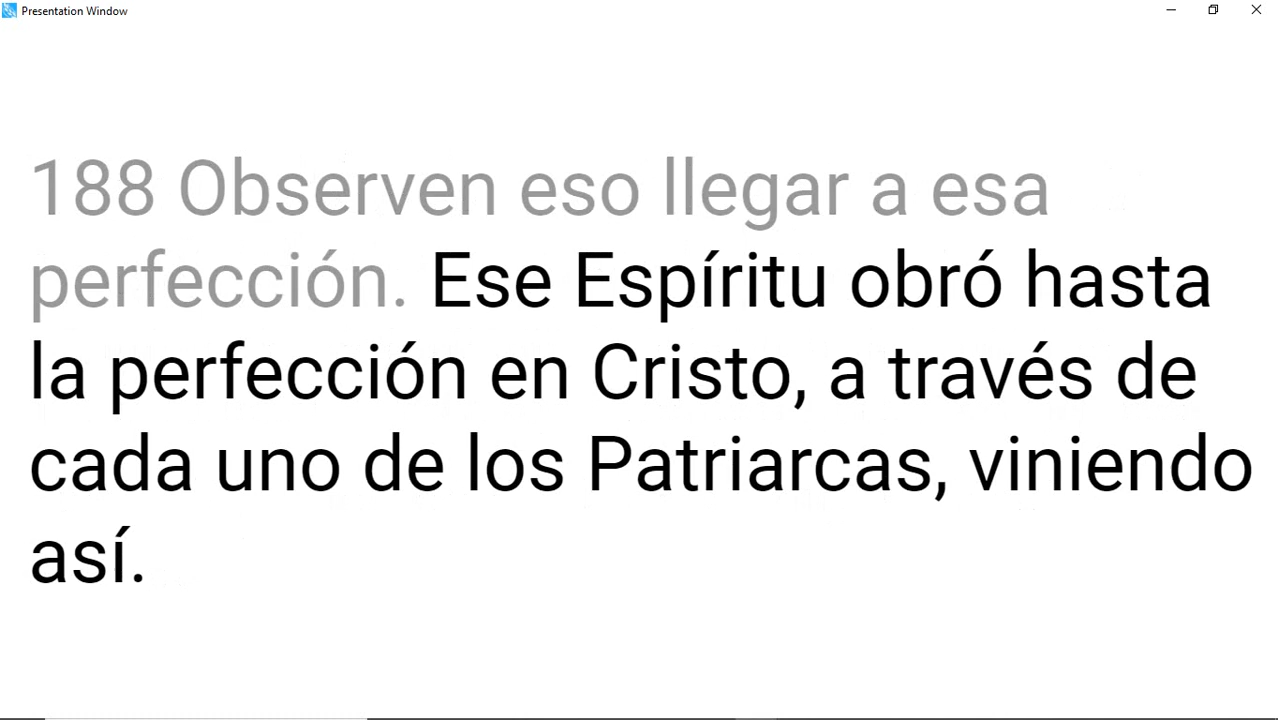 Presentation Window
188 Observen eso llegar a esa
perfección. Ese Espíritu obró hasta
la perfección en Cristo, a través de
cada uno de los Patriarcas, viniendo
así.